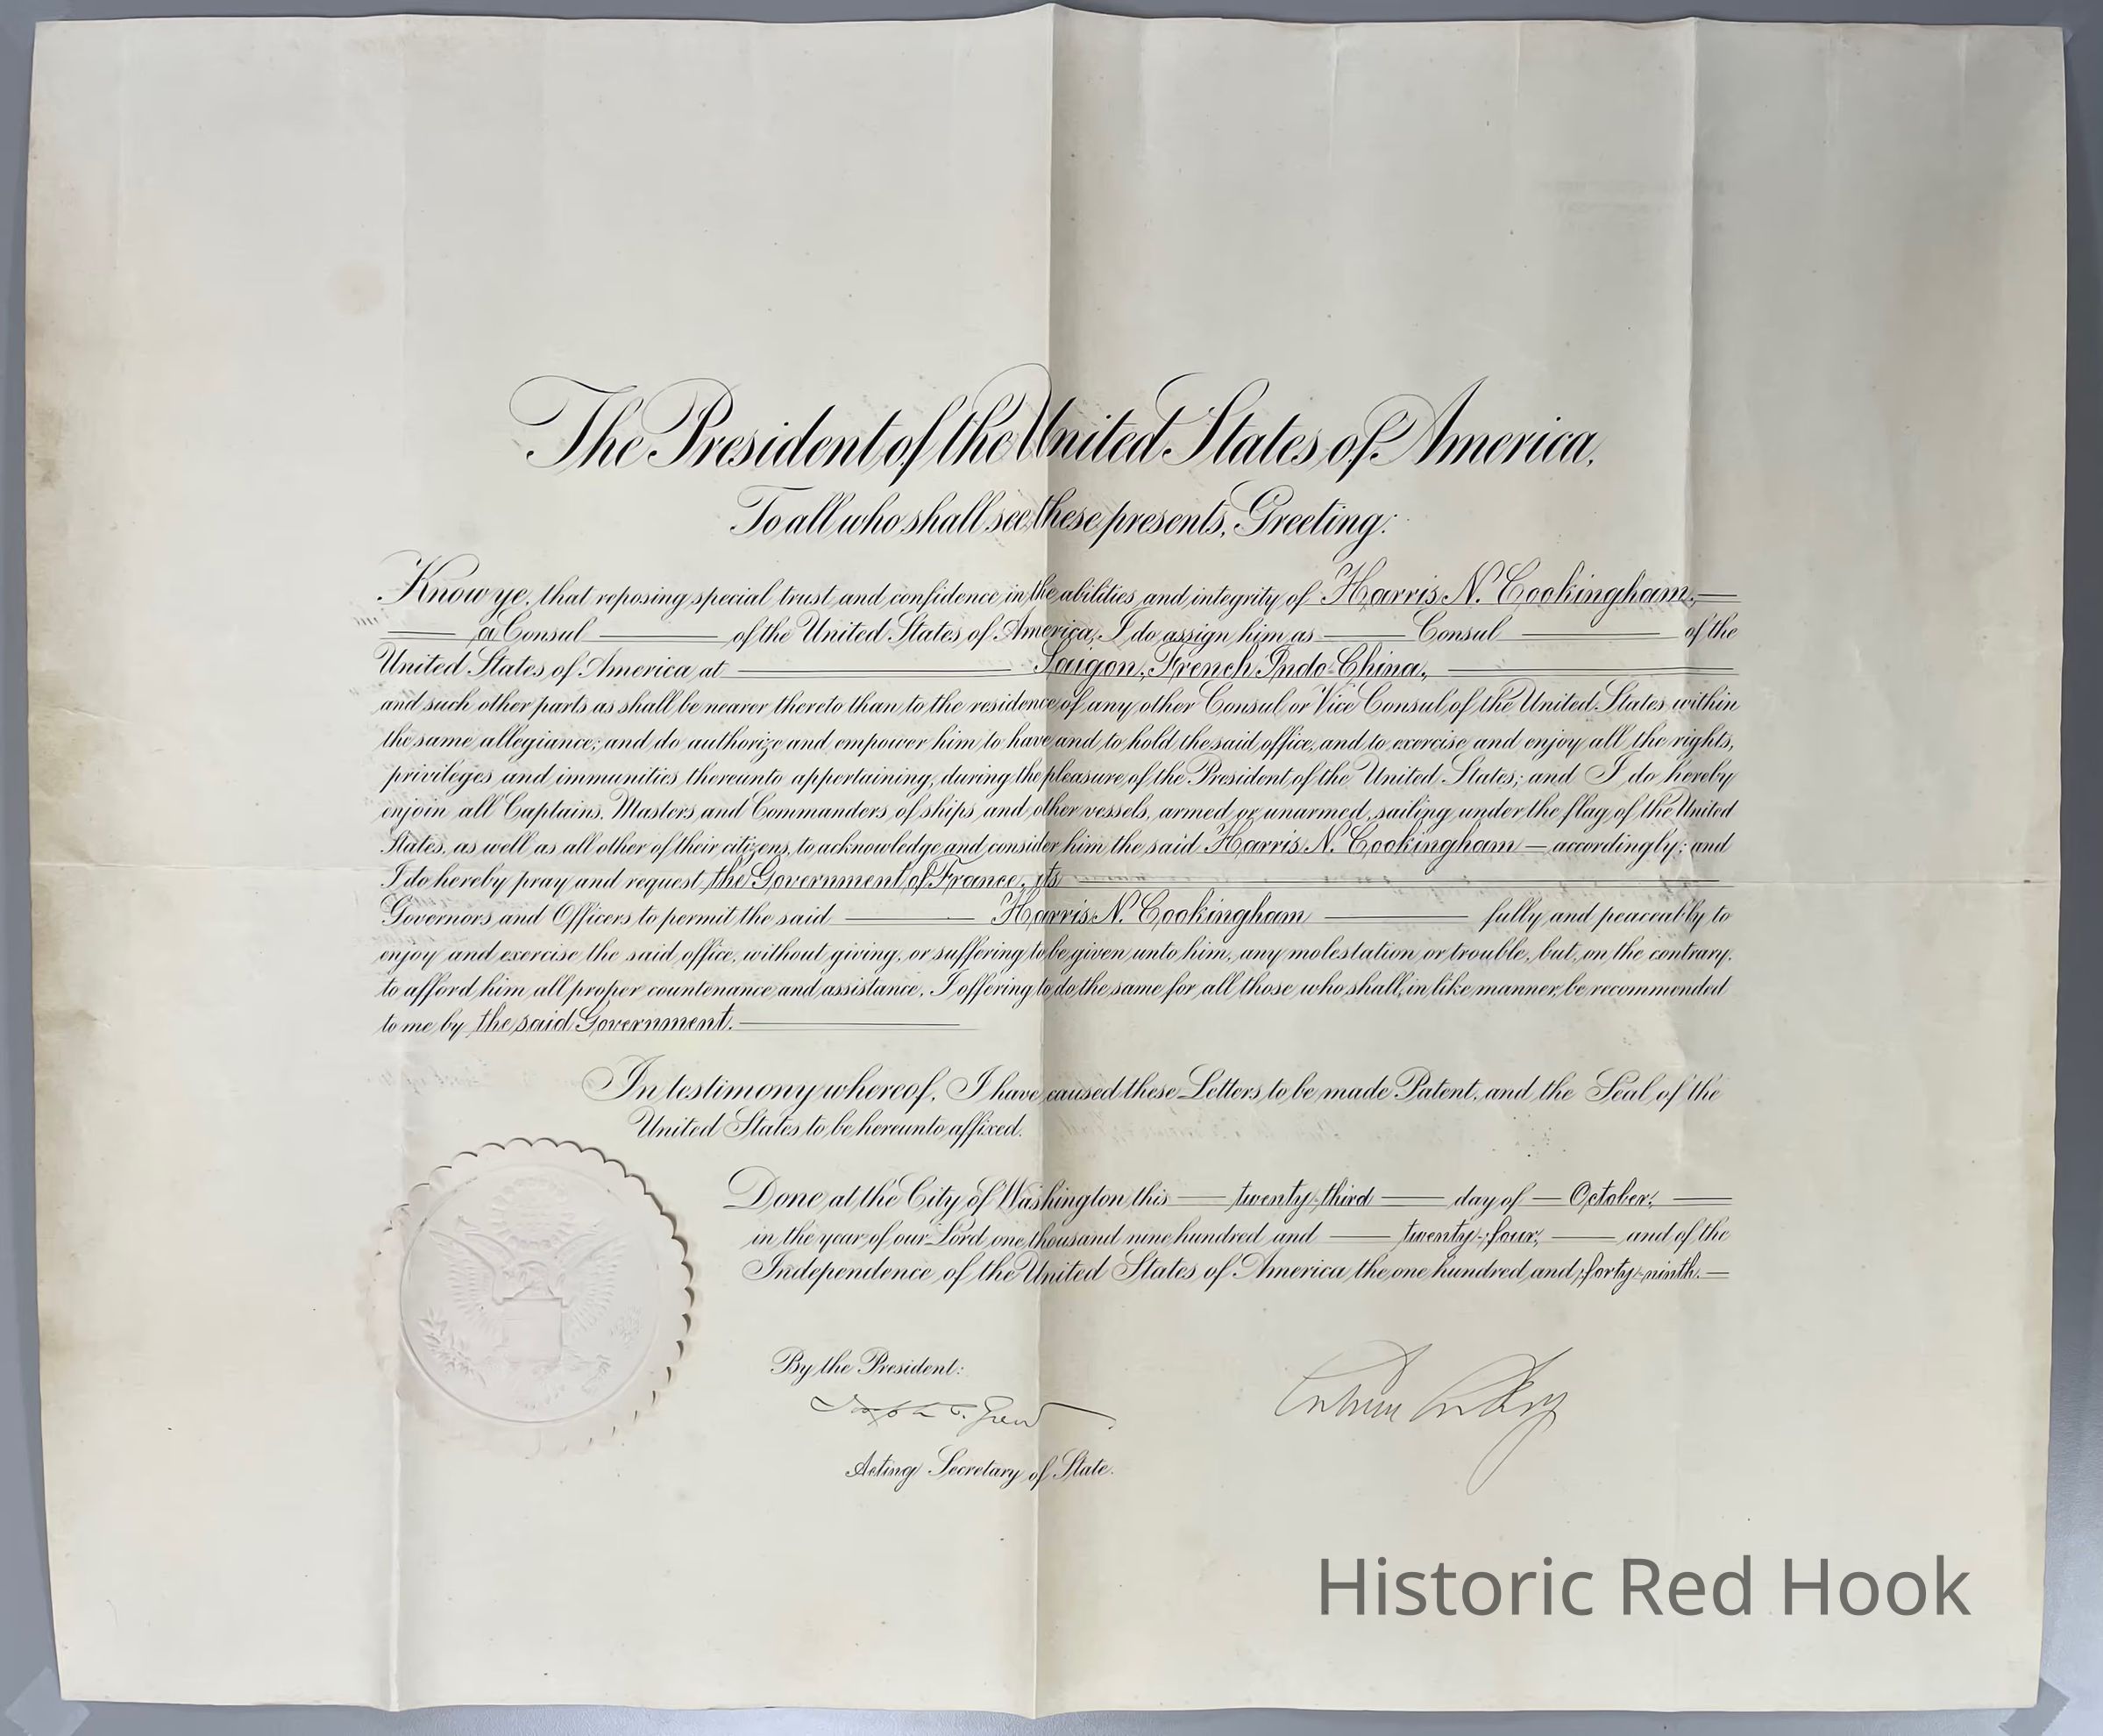 The President of the United States of America,
To all who shall see these presents, Greeting:
Know ye, that reposing special trust and confidence in the abilities and integrity of Harris N. Cookingham,
a Consul of the United States of America, I do assign him as Consul of the
United States of America at Saigon, French Indo-China,
and such other parts as shall be nearer thereto than to the residence of any other Consul or Vice Consul of the United States within
the same allegiance; and do authorize and empower him to have and to hold the said office, and to exercise and enjoy all the rights,
privileges and immunities thereunto appertaining, during the pleasure of the President of the United States; and I do hereby
enjoin all Captains, Masters and Commanders of ships and other vessels, armed or unarmed, sailing under the flag of the United
States, as well as all other of their citizens, to acknowledge and consider him the said Harris N. Cookingham accordingly; and
I do hereby pray and request the Government of France, its
Governors and Officers to permit the said Harris N. Cookingham fully and peaceably to
enjoy and exercise the said office, without giving, or suffering to be given unto him, any molestation or trouble, but, on the contrary,
to afford him all proper countenance and assistance, I offering to do the same for all those who shall, in like manner, be recommended
to me by the said Government.
In testimony whereof, I have caused these Letters to be made Patent, and the Seal of the
United States to be hereunto affixed.
Done at the City of Washington this twenty-third day of October,
in the year of our Lord one thousand nine hundred and twenty-four, and of the
Independence of the United States of America the one hundred and forty-ninth.
By the President:
Joseph C. Grew
Calvin Coolidge
Acting Secretary of State.
Historic Red Hook